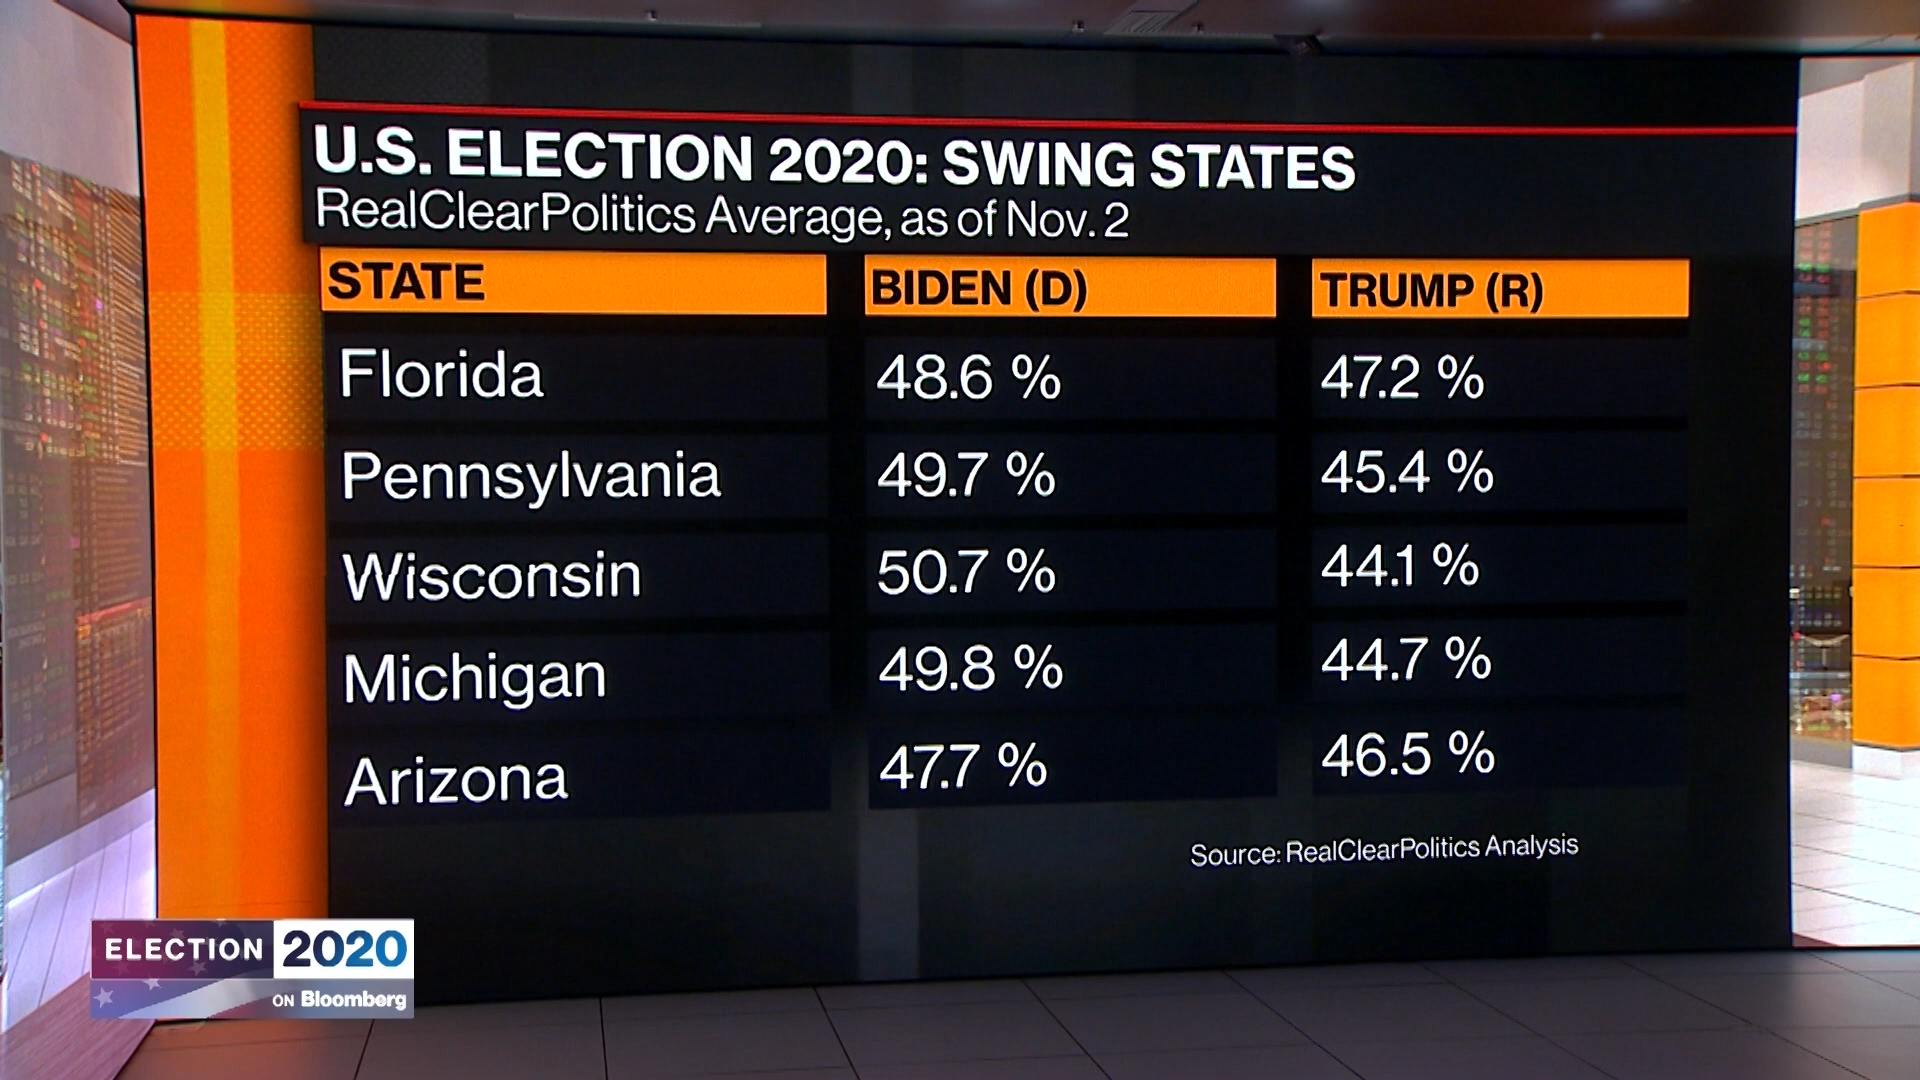 U.S. ELECTION 2020: SWING STATES
RealClearPolitics Average, as of Nov. 2
STATE BIDEN (D) TRUMP (R)
Florida 48.6 % 47.2 %
Pennsylvania 49.7 % 45.4 %
Wisconsin 50.7 % 44.1 %
Michigan 49.8 % 44.7 %
Arizona 47.7 % 46.5 %
Source: RealClearPolitics Analysis
ELECTION 2020
ON Bloomberg